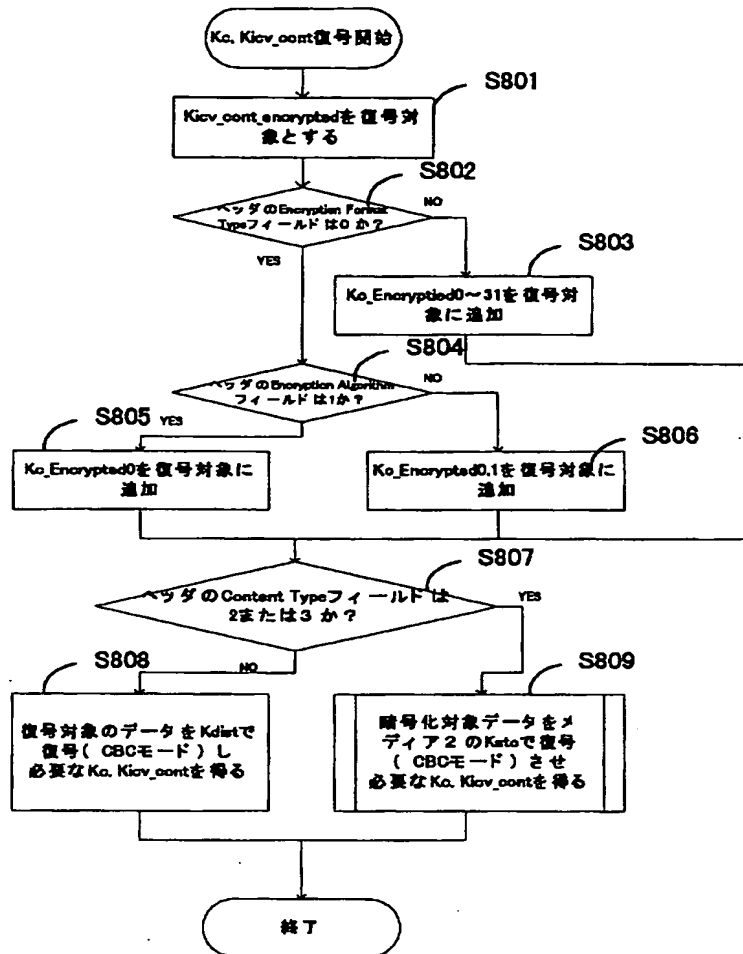 Kc, Kicv_cont復号開始
S801
Kicv_cont_encryptedを復号対
象とする
S802
ヘッダのEncryption Format
Typeフィールドは0か?
NO
YES
S803
Kc_Encrypted0〜31を復号対
象に追加
S804
ヘッダのEncryption Algorithm
フィールドは1か?
NO
S805
YES
Kc_Encrypted0を復号対象に
追加
S806
Kc_Encrypted0,1を復号対象に
追加
S807
ヘッダのContent Typeフィールドは
2または3か?
YES
NO
S808
復号対象のデータをKdistで
復号(CBCモード)し
必要なKc, Kicv_contを得る
S809
暗号化対象データをメ
ディア2のKstoで復号
(CBCモード)させ
必要なKc, Kicv_contを得る
終了